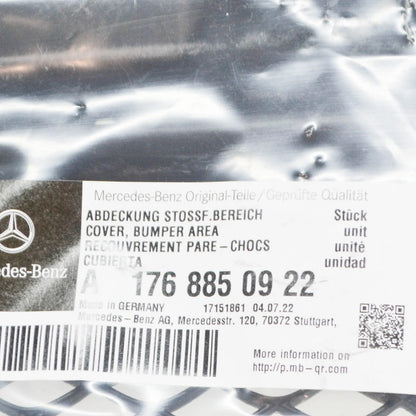 Mercedes-Benz Original-Teile/Geprüfte Qualität
ABDECKUNG STOSSF.BEREICH Stück
COVER, BUMPER AREA unit
RECOUVREMENT PARE-CHOCS unité
CUBIERTA unidad
A 176 885 09 22
Made in GERMANY 17151861 04.07.22
Mercedes-Benz AG, Mercedesstr. 120, 70372 Stuttgart,
More information on
http://p.mb-qr.com/